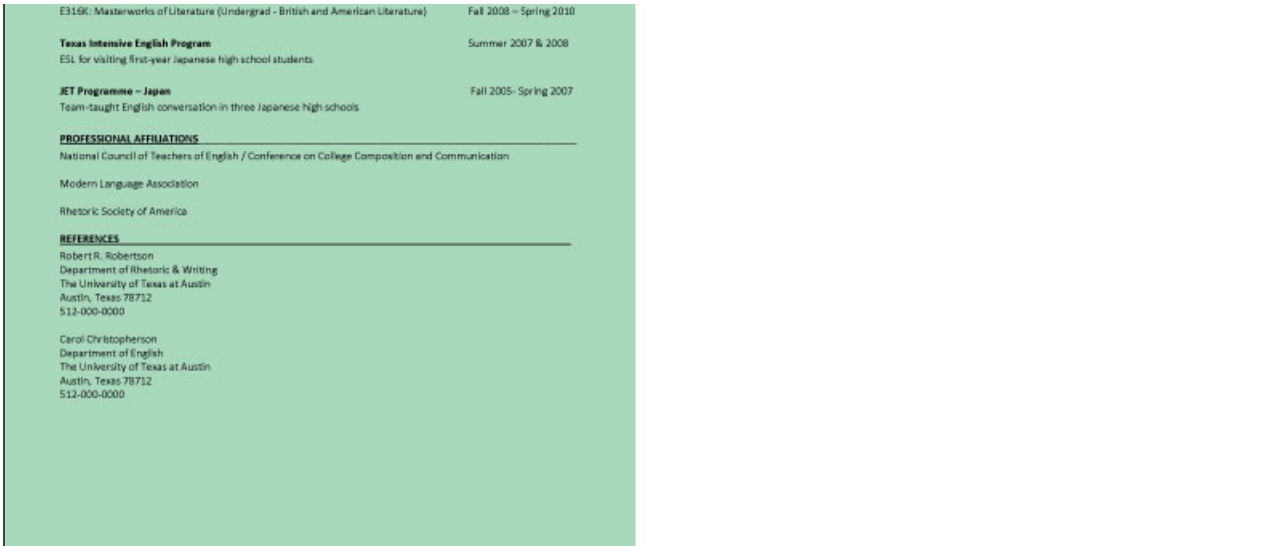 E316K: Masterworks of Literature (Undergrad - British and American Literature) Fall 2008 – Spring 2010
Texas Intensive English Program Summer 2007 & 2008
ESL for visiting first-year Japanese high school students
JET Programme – Japan Fall 2005- Spring 2007
Team-taught English conversation in three Japanese high schools
PROFESSIONAL AFFILIATIONS
National Council of Teachers of English / Conference on College Composition and Communication
Modern Language Association
Rhetoric Society of America
REFERENCES
Robert R. Robertson
Department of Rhetoric & Writing
The University of Texas at Austin
Austin, Texas 78712
512-000-0000
Carol Christopherson
Department of English
The University of Texas at Austin
Austin, Texas 78712
512-000-0000